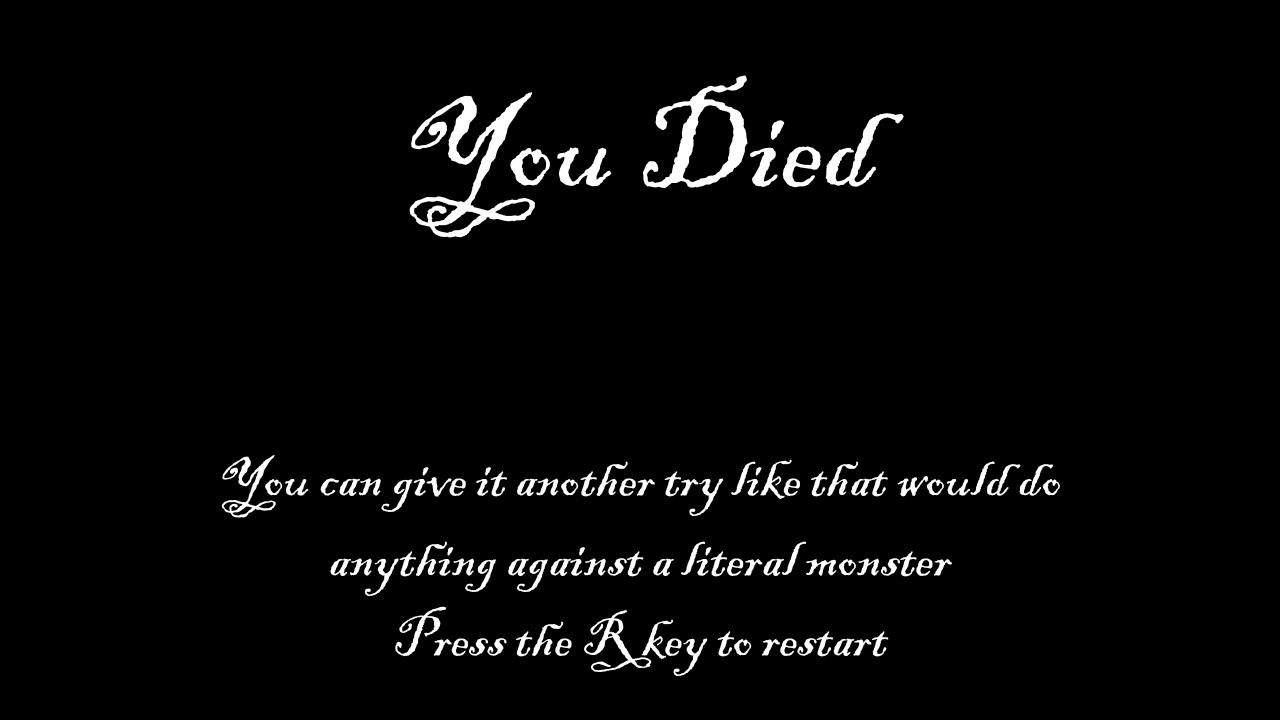 You Died
You can give it another try like that would do
anything against a literal monster
Press the R key to restart